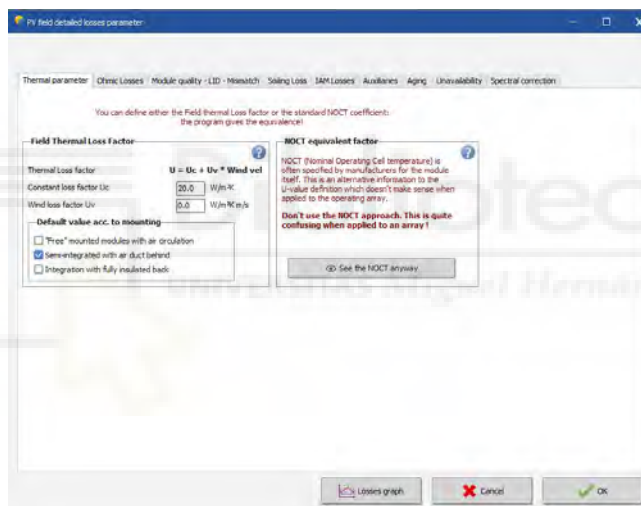 PV field detailed losses parameter
Thermal parameter Ohmic Losses Module quality - LID - Mismatch Soiling Loss IAM Losses Auxiliaries Aging Unavailability Spectral correction
You can define either the Field thermal Loss factor or the standard NOCT coefficient:
the program gives the equivalence!
Field Thermal Loss Factor
Thermal Loss factor U = Uc + Uv * Wind vel
Constant loss factor Uc 20.0 W/m²K
Wind loss factor Uv 0.0 W/m²K m/s
Default value acc. to mounting
"Free" mounted modules with air circulation
Semi-integrated with air duct behind
Integration with fully insulated back
NOCT equivalent factor
NOCT (Nominal Operating Cell temperature) is
often specified by manufacturers for the module
itself. This is an alternative information to the
U-value definition which doesn't make sense when
applied to the operating array.
Don't use the NOCT approach. This is quite
confusing when applied to an array !
See the NOCT anyway
Losses graph Cancel OK